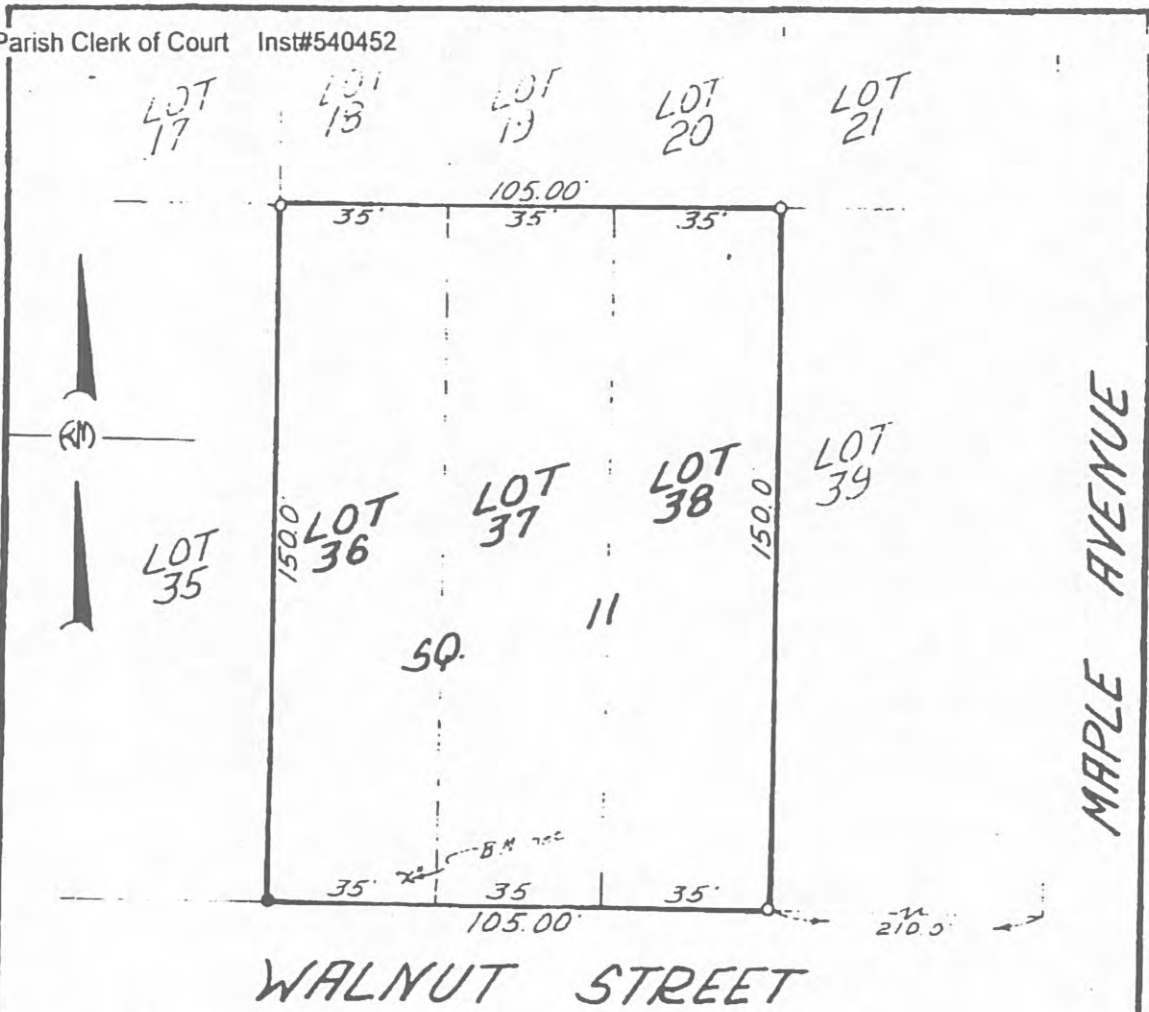 Parish Clerk of Court Inst#540452
LOT
17
LOT
18
LOT
19
LOT
20
LOT
21
105.00'
35'
35'
35'
RM
LOT
35
150.0'
LOT
36
LOT
37
LOT
38
150.0
LOT
39
MAPLE AVENUE
SQ. 11
"X"
B.M.
35'
35
35'
105.00'
210.0'
WALNUT STREET